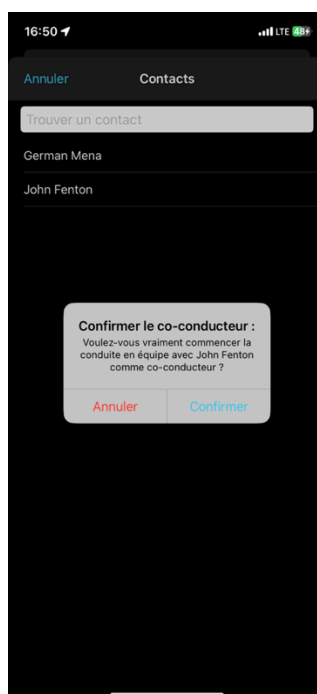 16:50
LTE 48
Annuler Contacts
Trouver un contact
German Mena
John Fenton
Confirmer le co-conducteur :
Voulez-vous vraiment commencer la
conduite en équipe avec John Fenton
comme co-conducteur ?
Annuler Confirmer